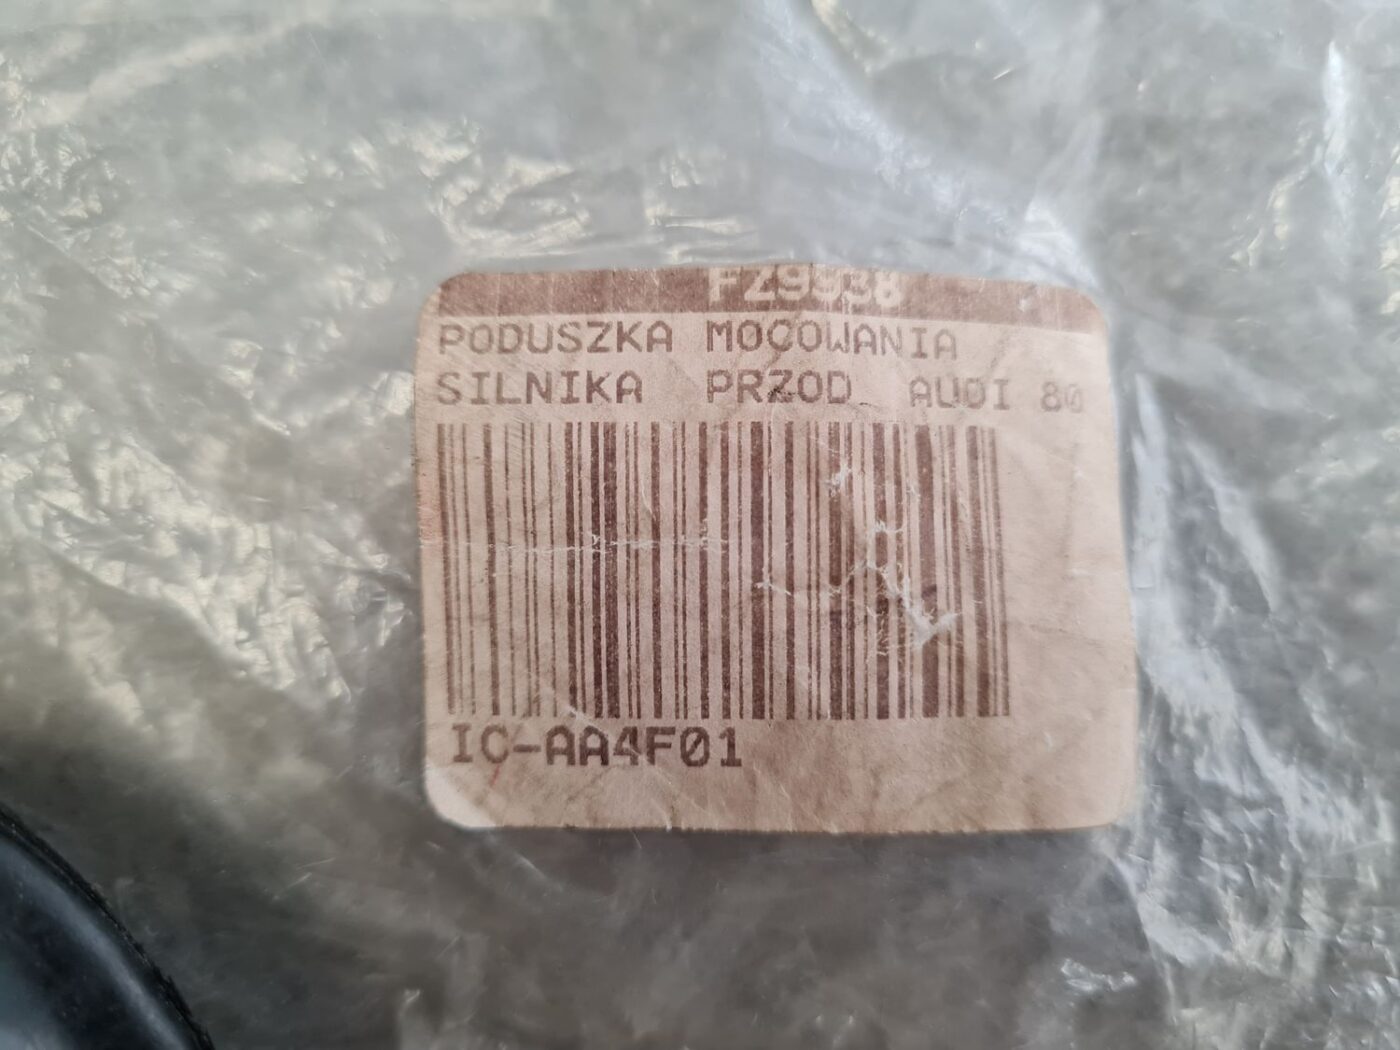 FZ9938
PODUSZKA MOCOWANIA
SILNIKA PRZOD AUDI 80
IC-AA4F01